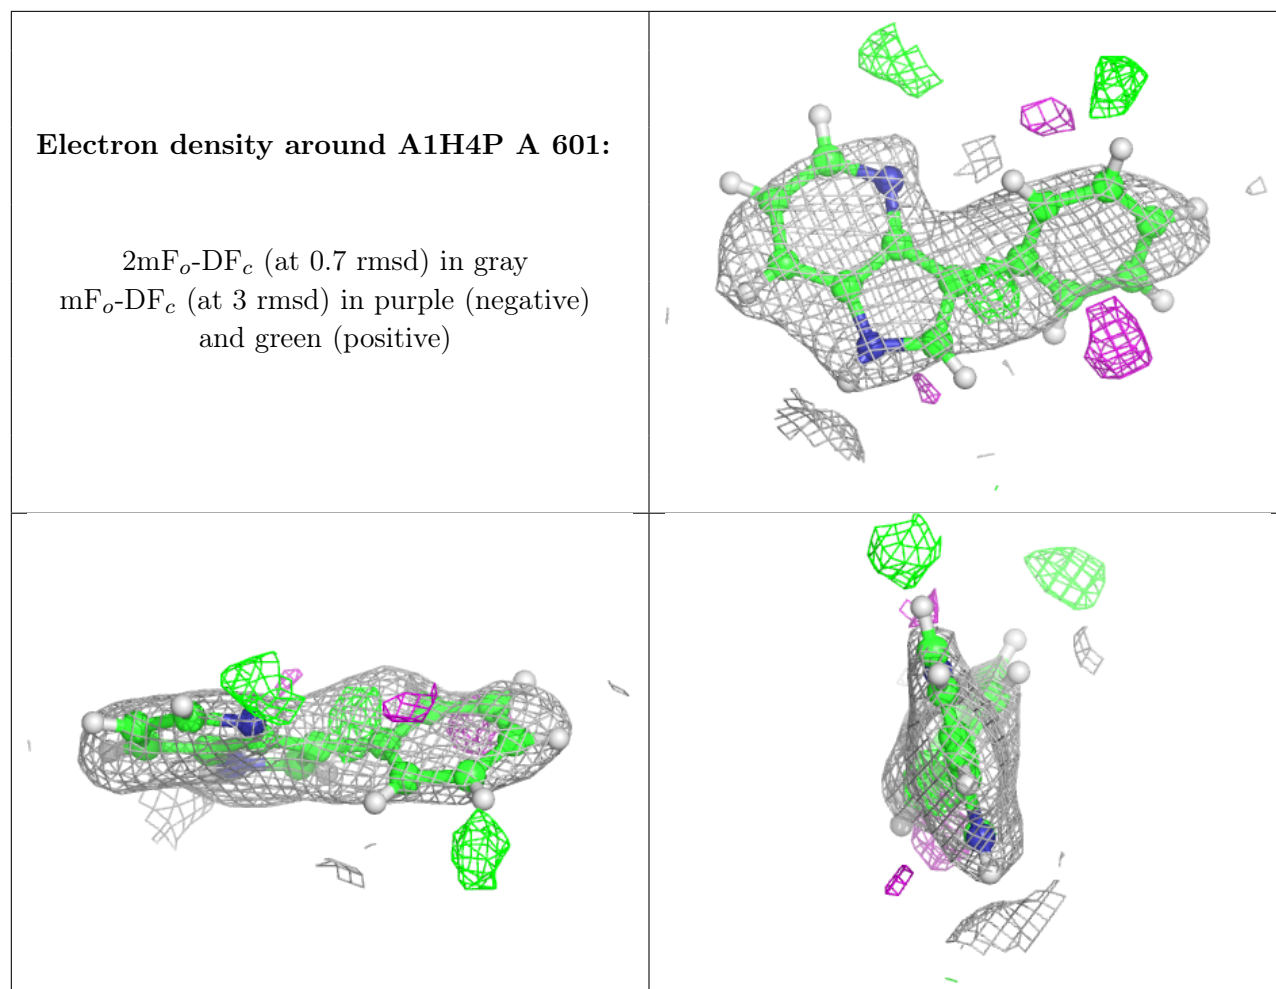 Electron density around A1H4P A 601:
2mFo-DFc (at 0.7 rmsd) in gray
mFo-DFc (at 3 rmsd) in purple (negative)
and green (positive)